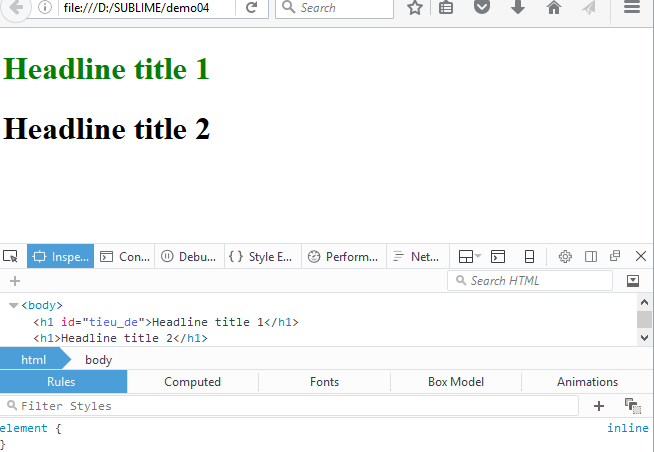 file:///D:/SUBLIME/demo04 Search
Headline title 1
Headline title 2
Inspe... Con... Debu... { } Style E... Perform... Net...
+ Search HTML
<body>
<h1 id="tieu_de">Headline title 1</h1>
<h1>Headline title 2</h1>
html body
Rules Computed Fonts Box Model Animations
Filter Styles +
element { inline
}